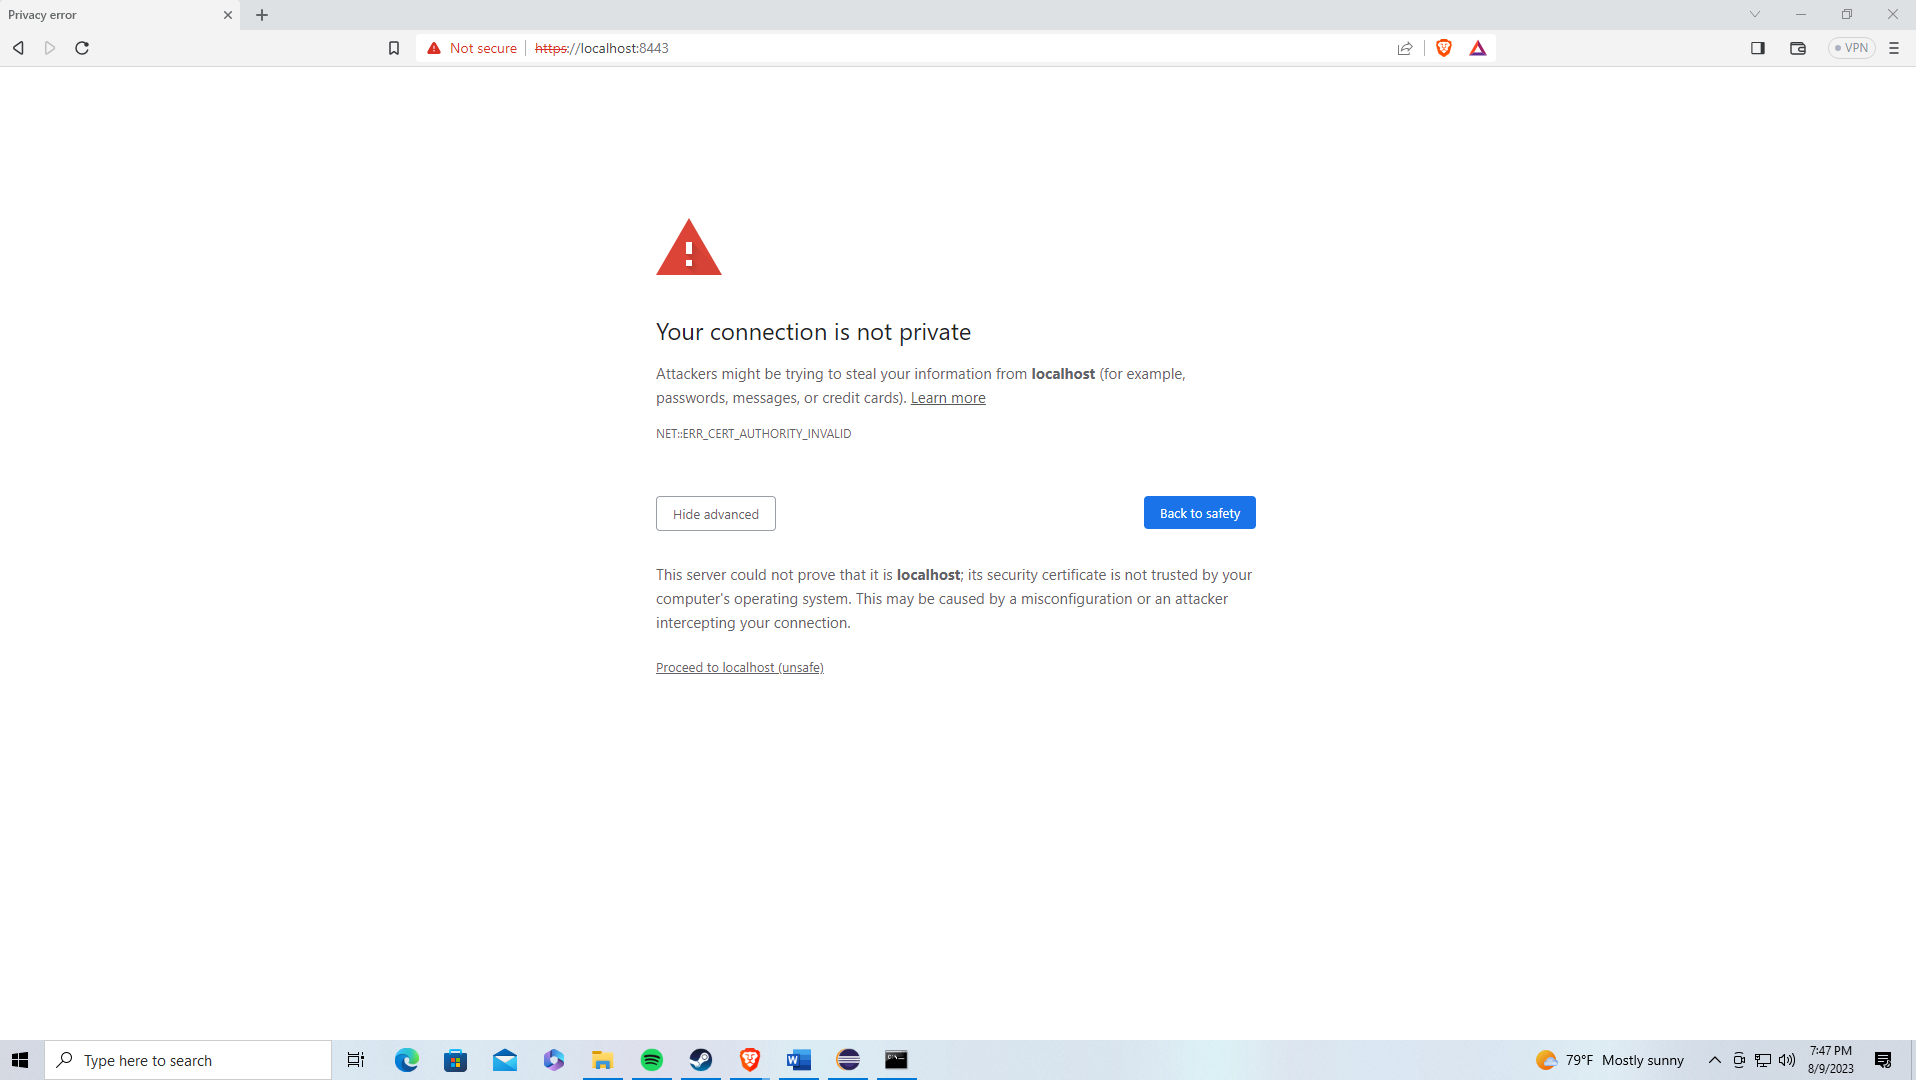 Privacy error
Not secure
https://localhost:8443
VPN
Your connection is not private
Attackers might be trying to steal your information from localhost (for example,
passwords, messages, or credit cards). Learn more
NET::ERR_CERT_AUTHORITY_INVALID
Hide advanced
Back to safety
This server could not prove that it is localhost; its security certificate is not trusted by your
computer's operating system. This may be caused by a misconfiguration or an attacker
intercepting your connection.
Proceed to localhost (unsafe)
Type here to search
79°F Mostly sunny
7:47 PM
8/9/2023